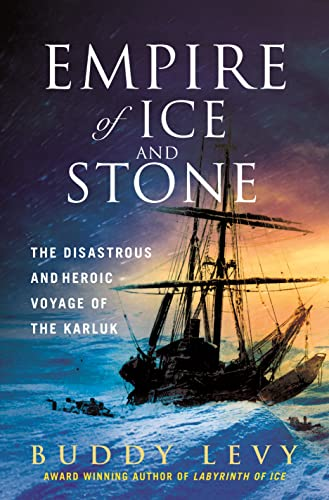 EMPIRE
of ICE
AND
STONE
THE DISASTROUS
AND HEROIC
VOYAGE OF
THE KARLUK
BUDDY LEVY
AWARD WINNING AUTHOR OF LABYRINTH OF ICE